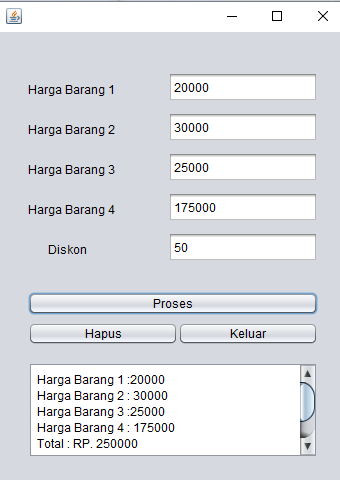 Harga Barang 1 20000
Harga Barang 2 30000
Harga Barang 3 25000
Harga Barang 4 175000
Diskon 50
Proses
Hapus Keluar
Harga Barang 1 :20000
Harga Barang 2 : 30000
Harga Barang 3 :25000
Harga Barang 4 : 175000
Total : RP. 250000